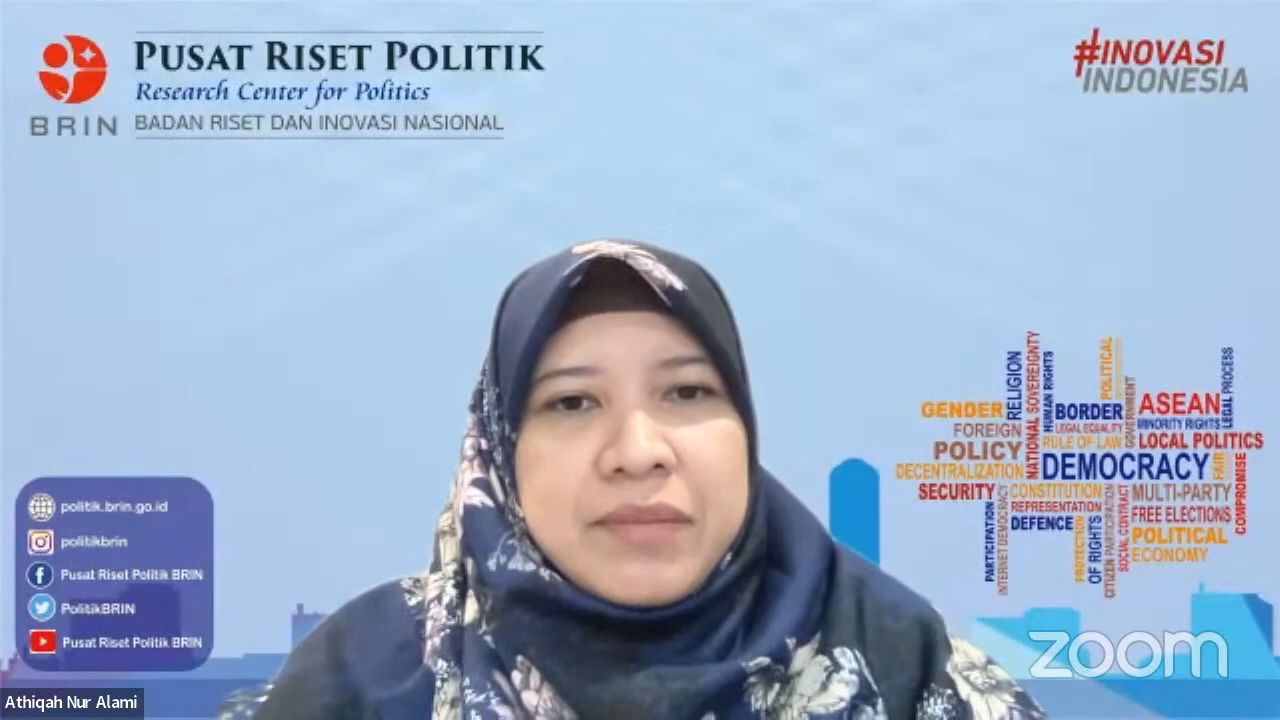 PUSAT RISET POLITIK
Research Center for Politics
BRIN
BADAN RISET DAN INOVASI NASIONAL
#INOVASI
INDONESIA
RELIGION
NATIONAL SOVEREIGNTY
HUMAN RIGHTS
POLITICAL
GOVERNMENT
LEGAL PROCESS
GENDER
BORDER
ASEAN
FOREIGN
LEGAL EQUALITY
MINORITY RIGHTS
POLICY
RULE OF LAW
LOCAL POLITICS
DECENTRALIZATION
DEMOCRACY
FAIR
COMPROMISE
SECURITY
CONSTITUTION
MULTI-PARTY
REPRESENTATION
FREE ELECTIONS
DEFENCE
POLITICAL
ECONOMY
PARTICIPATION
INTERNET DEMOCRACY
PROTECTION
OF RIGHTS
CITIZEN PARTICIPATION
SOCIAL CONTRACT
politik.brin.go.id
politikbrin
Pusat Riset Politik BRIN
PolitikBRIN
Pusat Riset Politik BRIN
zoom
Athiqah Nur Alami